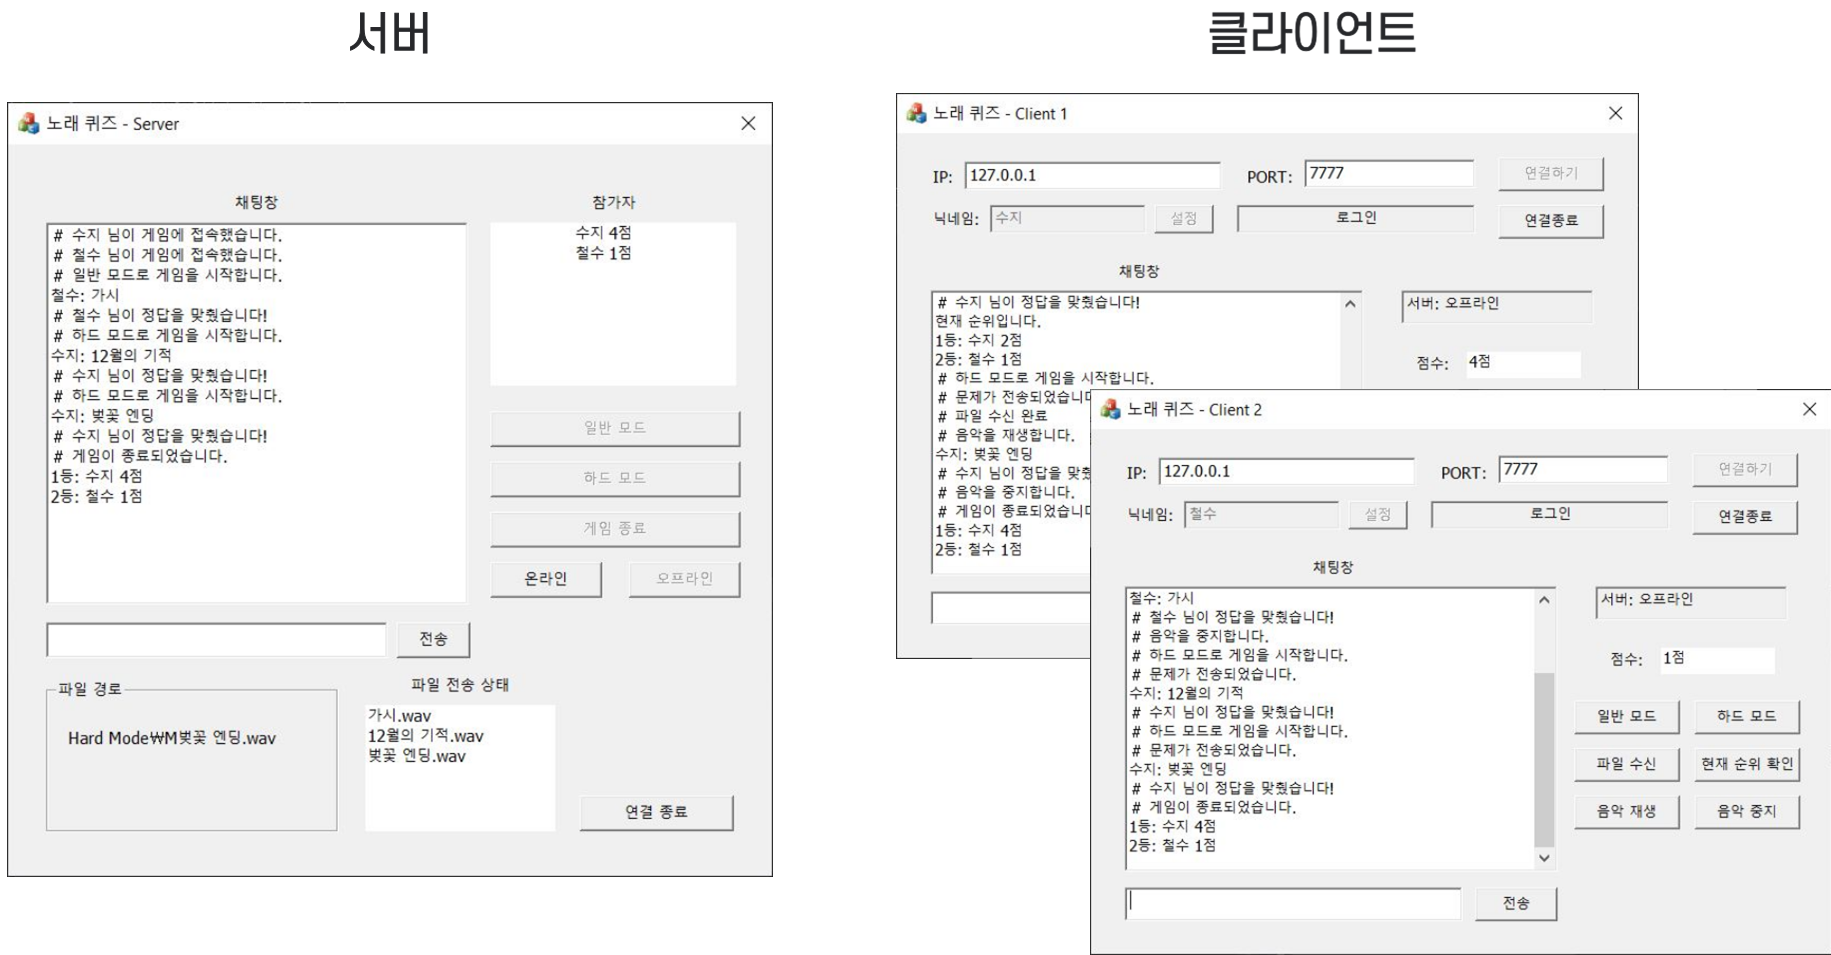 서버
클라이언트
노래 퀴즈 - Server
채팅창
참가자
# 수지 님이 게임에 접속했습니다.
# 철수 님이 게임에 접속했습니다.
# 일반 모드로 게임을 시작합니다.
철수: 가시
# 철수 님이 정답을 맞췄습니다!
# 하드 모드로 게임을 시작합니다.
수지: 12월의 기적
# 수지 님이 정답을 맞췄습니다!
# 하드 모드로 게임을 시작합니다.
수지: 벚꽃 엔딩
# 수지 님이 정답을 맞췄습니다!
# 게임이 종료되었습니다.
1등: 수지 4점
2등: 철수 1점
수지 4점
철수 1점
일반 모드
하드 모드
게임 종료
온라인
오프라인
전송
파일 경로
Hard Mode₩M벚꽃 엔딩.wav
파일 전송 상태
가시.wav
12월의 기적.wav
벚꽃 엔딩.wav
연결 종료
노래 퀴즈 - Client 1
IP: 127.0.0.1
PORT: 7777
연결하기
닉네임: 수지
설정
로그인
연결종료
채팅창
# 수지 님이 정답을 맞췄습니다!
현재 순위입니다.
1등: 수지 2점
2등: 철수 1점
# 하드 모드로 게임을 시작합니다.
# 문제가 전송되었습니다
# 파일 수신 완료
# 음악을 재생합니다.
수지: 벚꽃 엔딩
# 수지 님이 정답을 맞췄
# 음악을 중지합니다.
# 게임이 종료되었습니다
1등: 수지 4점
2등: 철수 1점
서버: 오프라인
점수: 4점
노래 퀴즈 - Client 2
IP: 127.0.0.1
PORT: 7777
연결하기
닉네임: 철수
설정
로그인
연결종료
채팅창
철수: 가시
# 철수 님이 정답을 맞췄습니다!
# 음악을 중지합니다.
# 하드 모드로 게임을 시작합니다.
# 문제가 전송되었습니다.
수지: 12월의 기적
# 수지 님이 정답을 맞췄습니다!
# 하드 모드로 게임을 시작합니다.
# 문제가 전송되었습니다.
수지: 벚꽃 엔딩
# 수지 님이 정답을 맞췄습니다!
# 게임이 종료되었습니다.
1등: 수지 4점
2등: 철수 1점
서버: 오프라인
점수: 1점
일반 모드
하드 모드
파일 수신
현재 순위 확인
음악 재생
음악 중지
전송